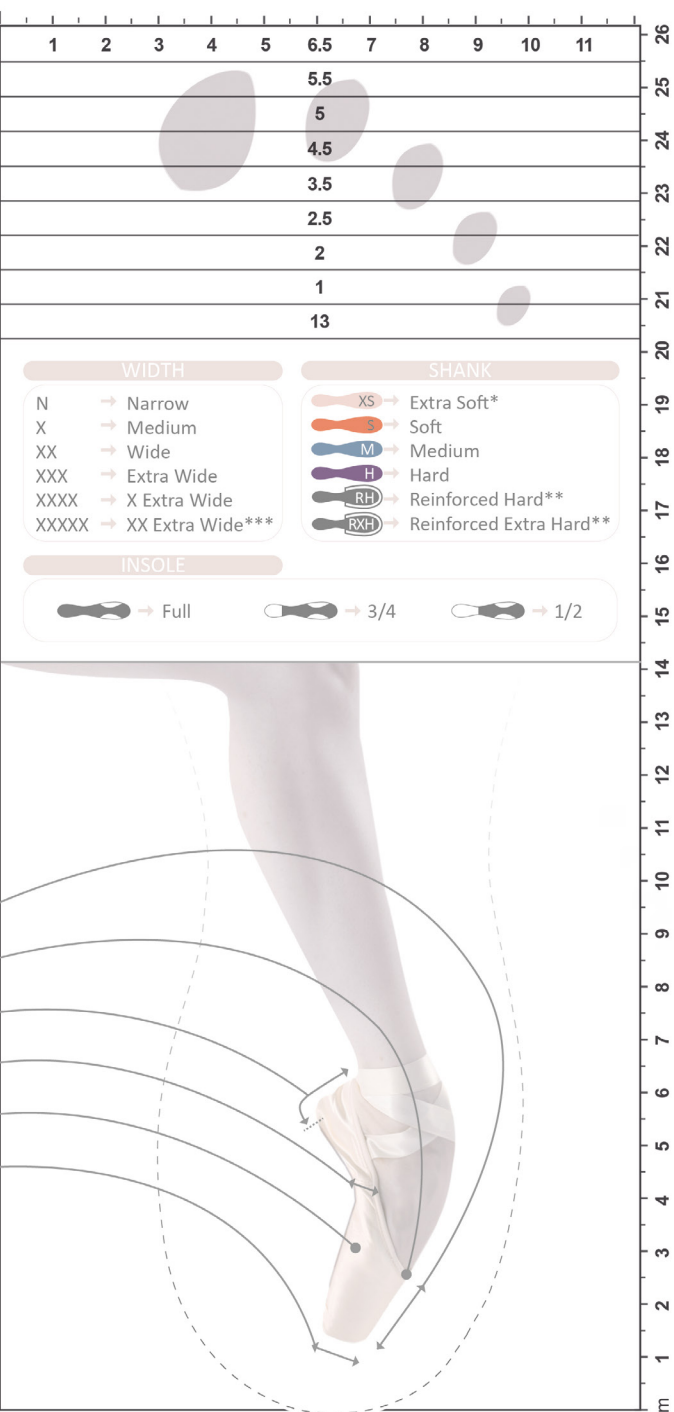 1 2 3 4 5 6.5 7 8 9 10 11
5.5
5
4.5
3.5
2.5
2
1
13
WIDTH
N → Narrow
X → Medium
XX → Wide
XXX → Extra Wide
XXXX → X Extra Wide
XXXXX → XX Extra Wide***
SHANK
XS → Extra Soft*
S → Soft
M → Medium
H → Hard
RH → Reinforced Hard**
RXH → Reinforced Extra Hard**
INSOLE
→ Full → 3/4 → 1/2
26
25
24
23
22
21
20
19
18
17
16
15
14
13
12
11
10
9
8
7
6
5
4
3
2
1